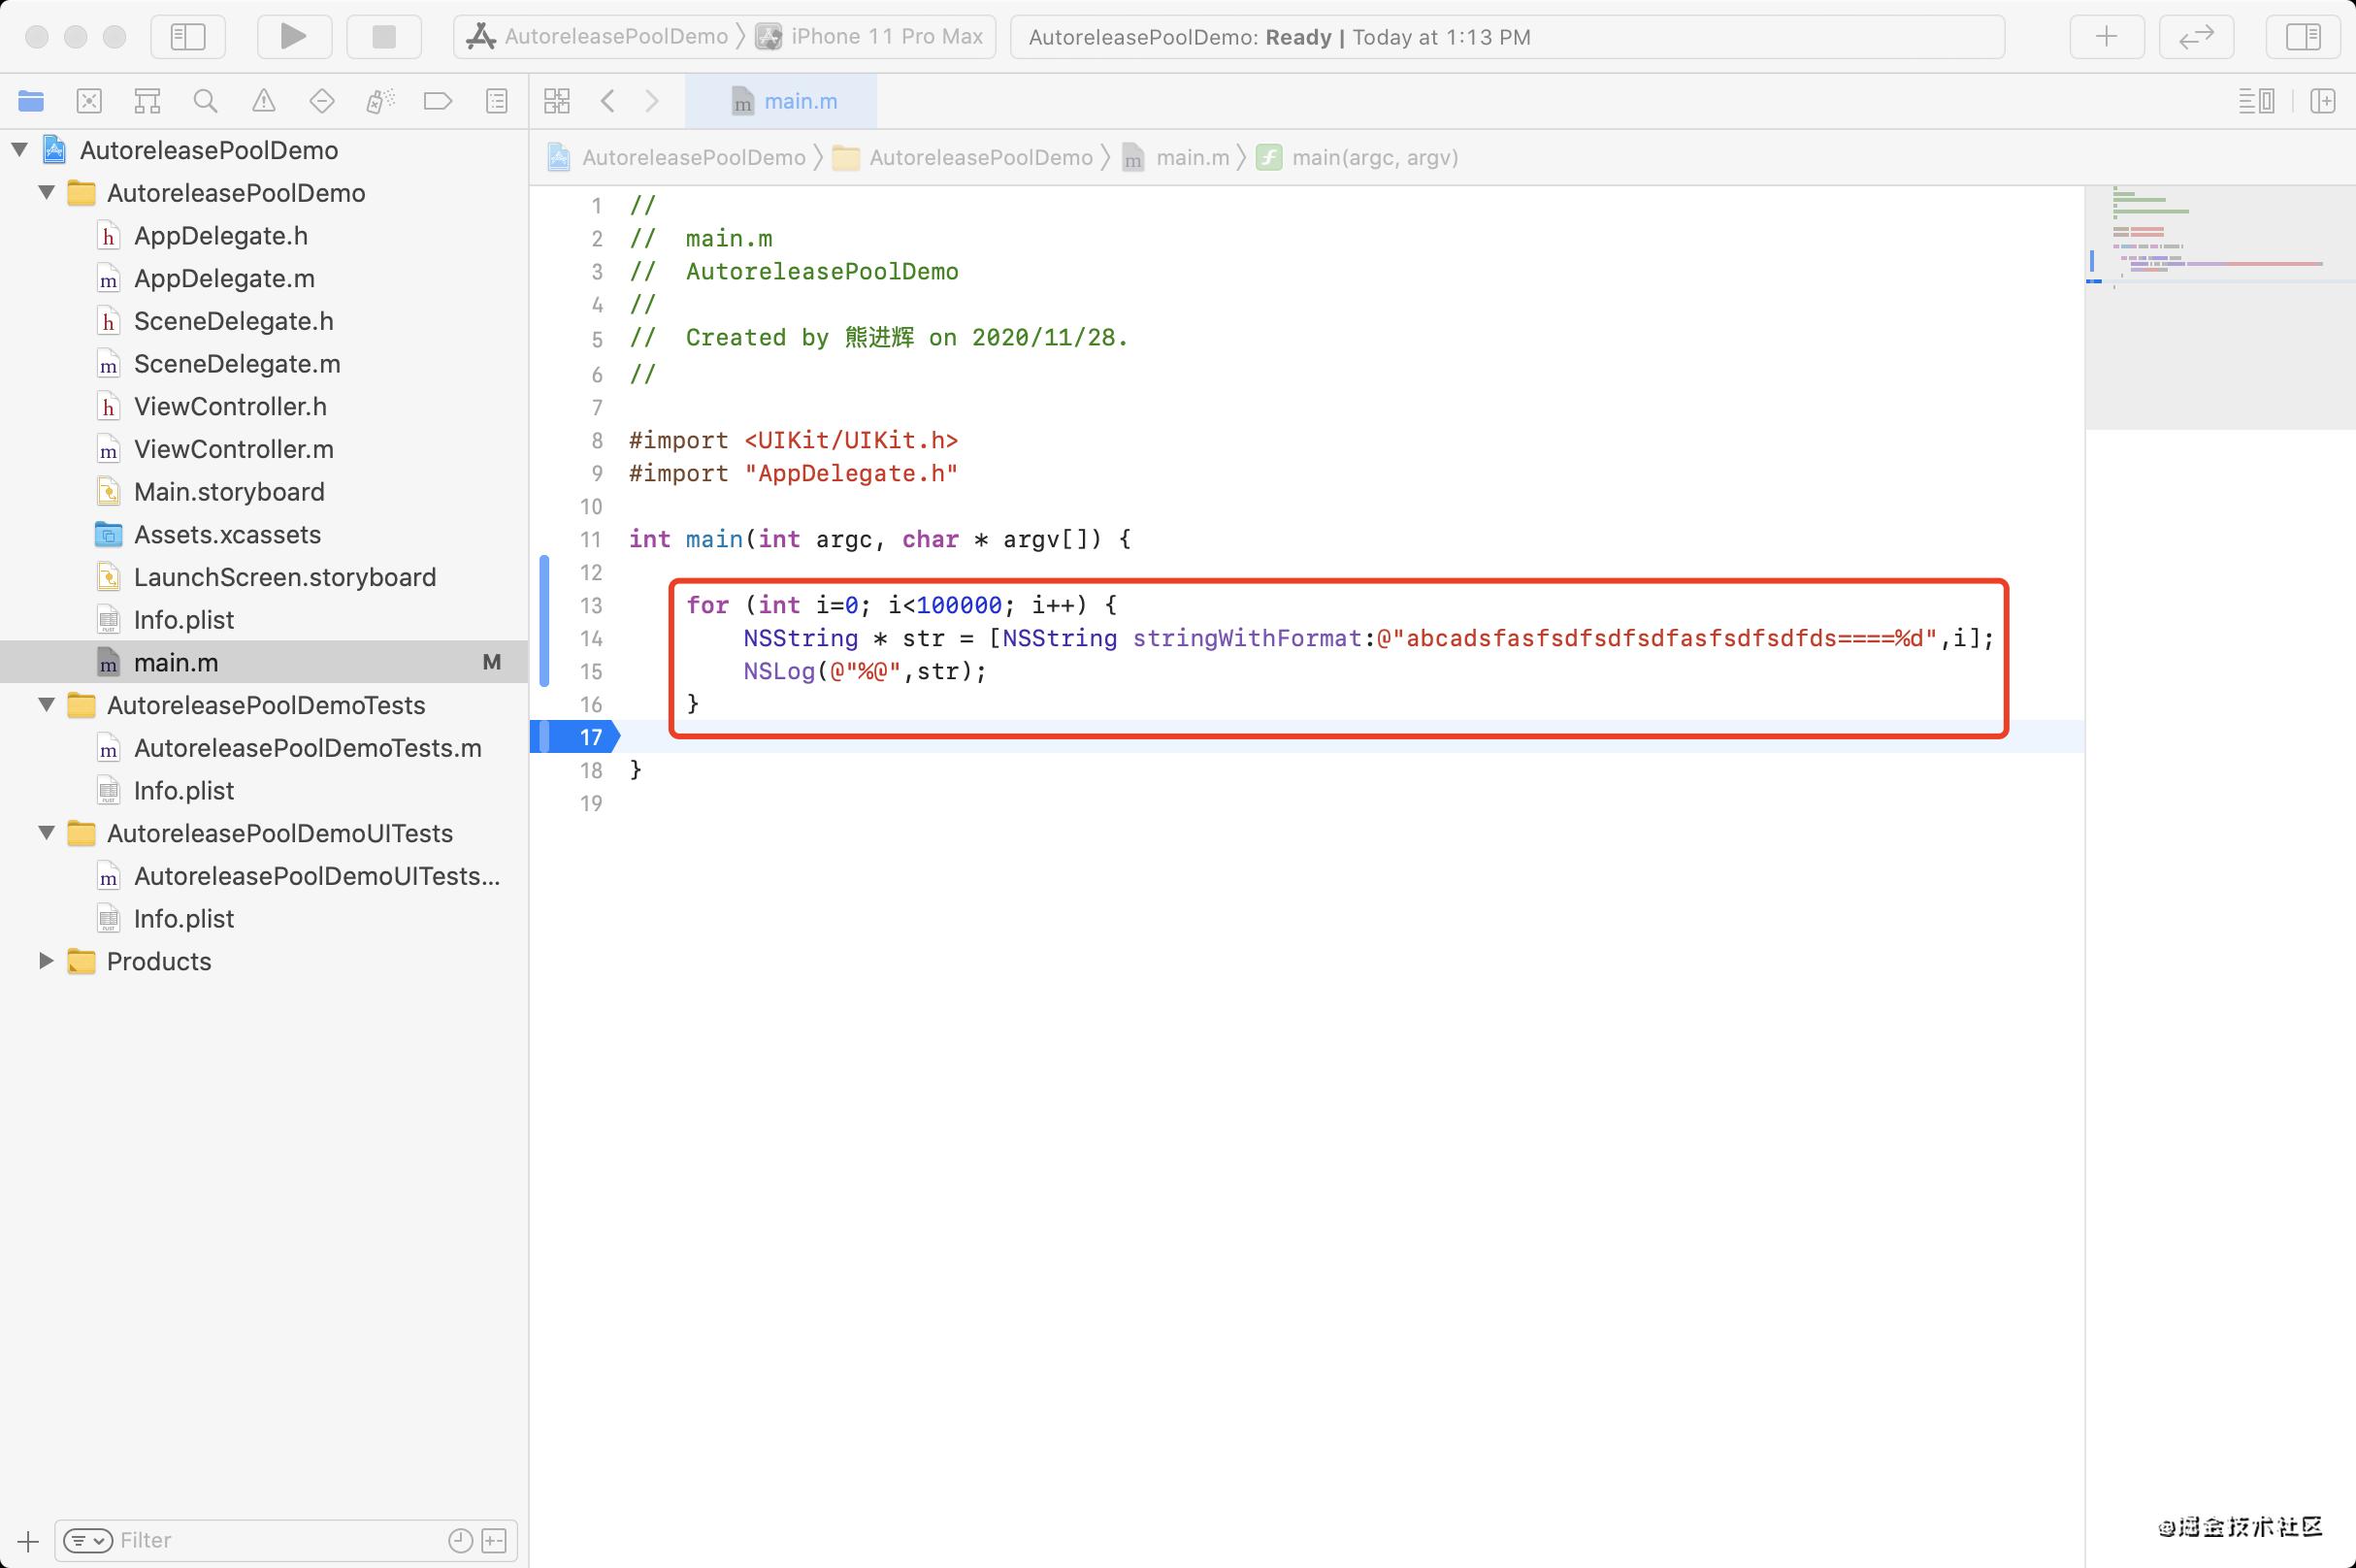 AutoreleasePoolDemo
iPhone 11 Pro Max
AutoreleasePoolDemo: Ready | Today at 1:13 PM
main.m
AutoreleasePoolDemo
AutoreleasePoolDemo
AppDelegate.h
AppDelegate.m
SceneDelegate.h
SceneDelegate.m
ViewController.h
ViewController.m
Main.storyboard
Assets.xcassets
LaunchScreen.storyboard
Info.plist
main.m M
AutoreleasePoolDemoTests
AutoreleasePoolDemoTests.m
Info.plist
AutoreleasePoolDemoUITests
AutoreleasePoolDemoUITests...
Info.plist
Products
Filter
AutoreleasePoolDemo 〉 AutoreleasePoolDemo 〉 main.m 〉 main(argc, argv)
1 //
2 //  main.m
3 //  AutoreleasePoolDemo
4 //
5 //  Created by 熊进辉 on 2020/11/28.
6 //
7
8 #import <UIKit/UIKit.h>
9 #import "AppDelegate.h"
10
11 int main(int argc, char * argv[]) {
12
13     for (int i=0; i<100000; i++) {
14         NSString * str = [NSString stringWithFormat:@"abcadsfasfsdfsdfsdfasfsdfsdfds====%d",i];
15         NSLog(@"%@",str);
16     }
17
18 }
19
@掘金技术社区